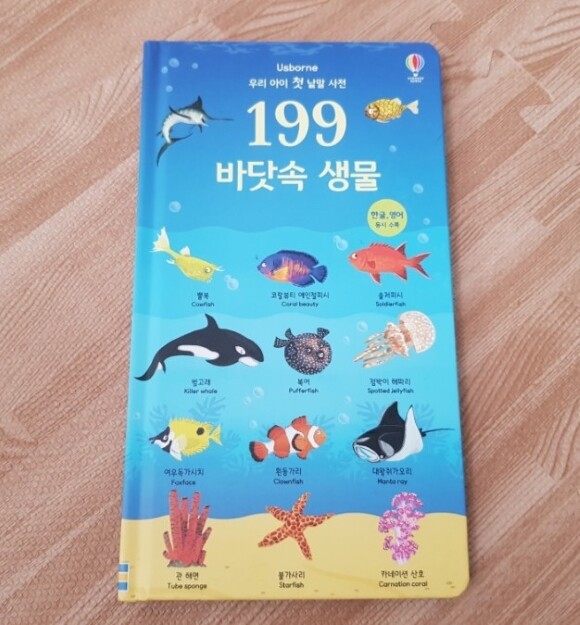 Usborne
우리 아이 첫 낱말 사전
199
바닷속 생물
한글, 영어
동시 수록
뿔복
Cowfish
코랄뷰티 에인절피시
Coral beauty
솔저피시
Soldierfish
범고래
Killer whale
복어
Pufferfish
점박이 해파리
Spotted jellyfish
여우독가시치
Foxface
흰동가리
Clownfish
대왕쥐가오리
Manta ray
관 해면
Tube sponge
불가사리
Starfish
카네이션 산호
Carnation coral